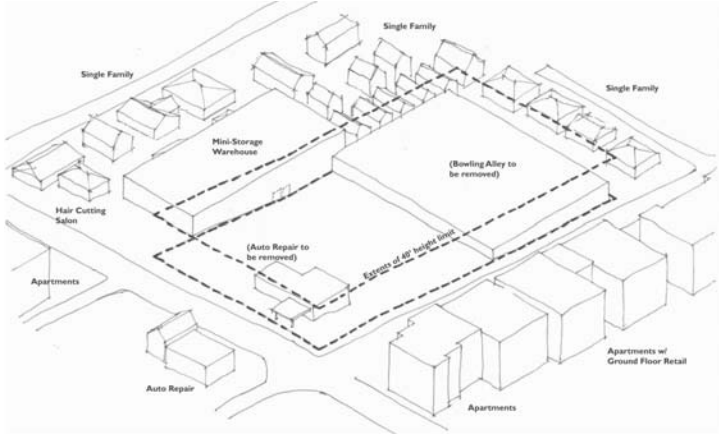 Single Family
Single Family
Single Family
Mini-Storage
Warehouse
(Bowling Alley to
be removed)
Hair Cutting
Salon
(Auto Repair to
be removed)
Extents of 40' height limit
Apartments
Apartments w/
Ground Floor Retail
Auto Repair
Apartments